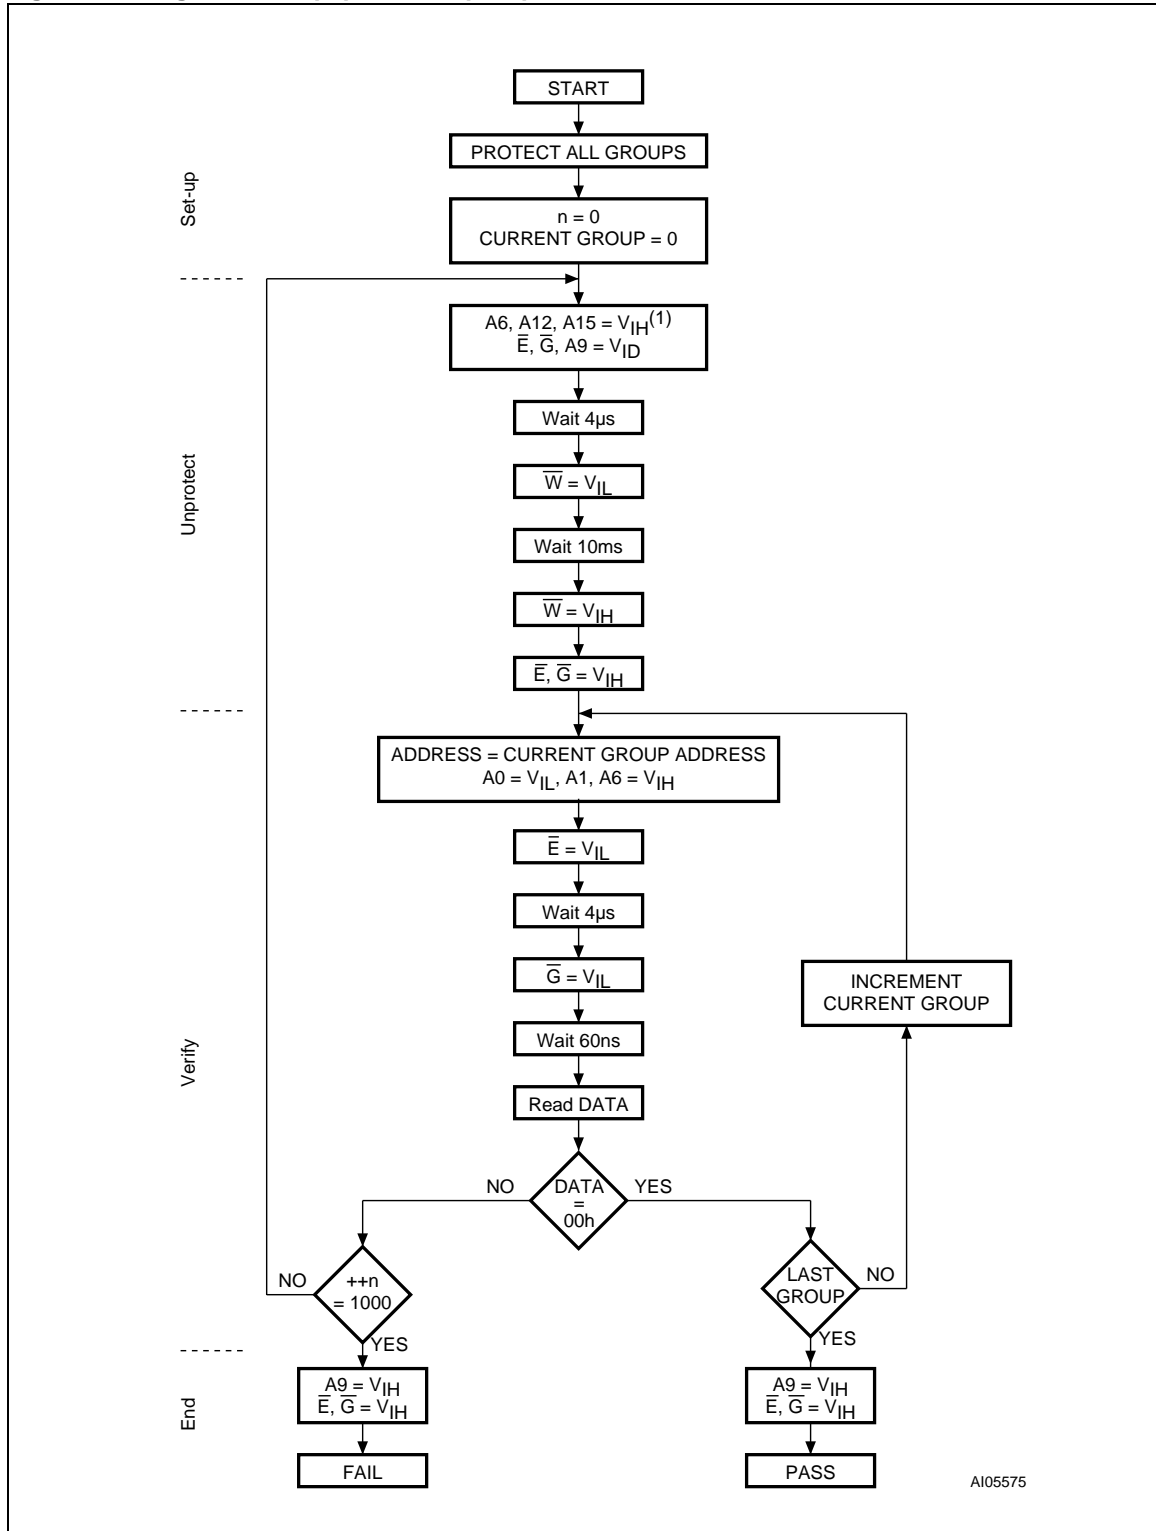 START
PROTECT ALL GROUPS
Set-up
n = 0
CURRENT GROUP = 0
A6, A12, A15 = VIH(1)
E̅, G̅, A9 = VID
Wait 4µs
W̅ = VIL
Unprotect
Wait 10ms
W̅ = VIH
E̅, G̅ = VIH
ADDRESS = CURRENT GROUP ADDRESS
A0 = VIL, A1, A6 = VIH
E̅ = VIL
Wait 4µs
G̅ = VIL
INCREMENT
CURRENT GROUP
Wait 60ns
Verify
Read DATA
NO
DATA
=
00h
YES
NO
++n
= 1000
YES
LAST
GROUP
NO
YES
End
A9 = VIH
E̅, G̅ = VIH
A9 = VIH
E̅, G̅ = VIH
FAIL
PASS
AI05575